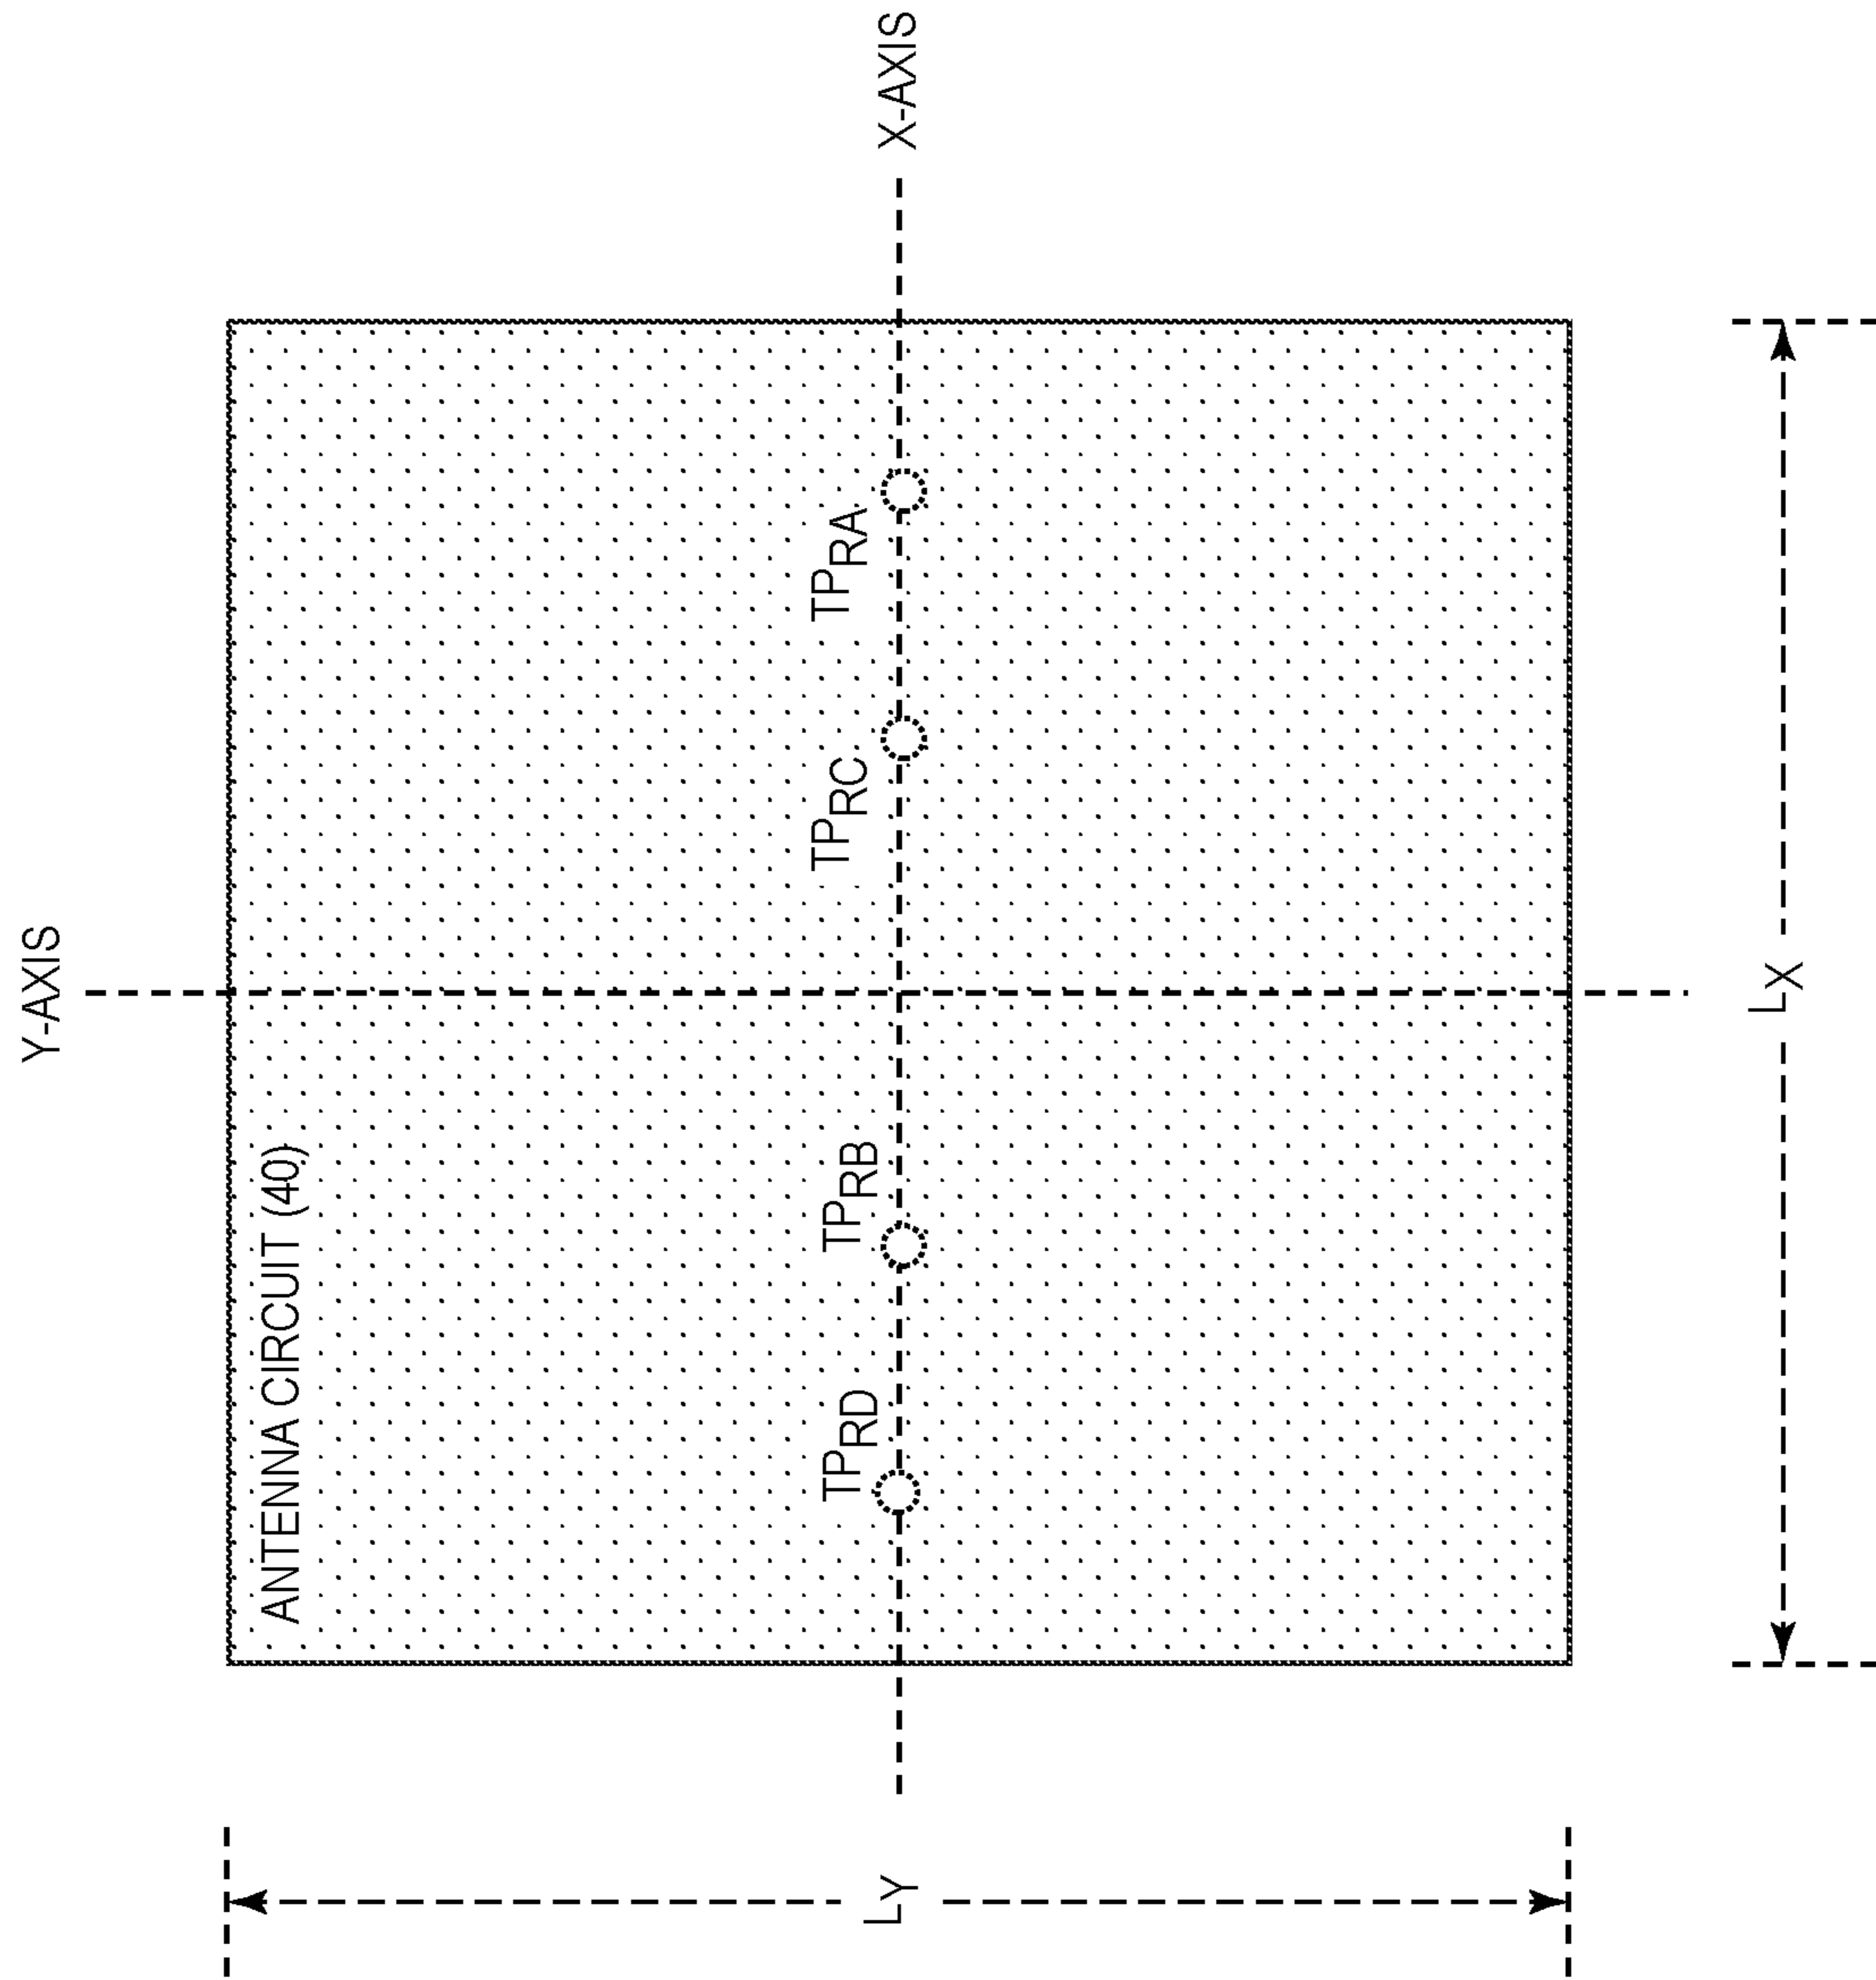 Y-AXIS
ANTENNA CIRCUIT (40)
TPRD
TPRB
TPRC
TPRA
X-AXIS
LY
LX